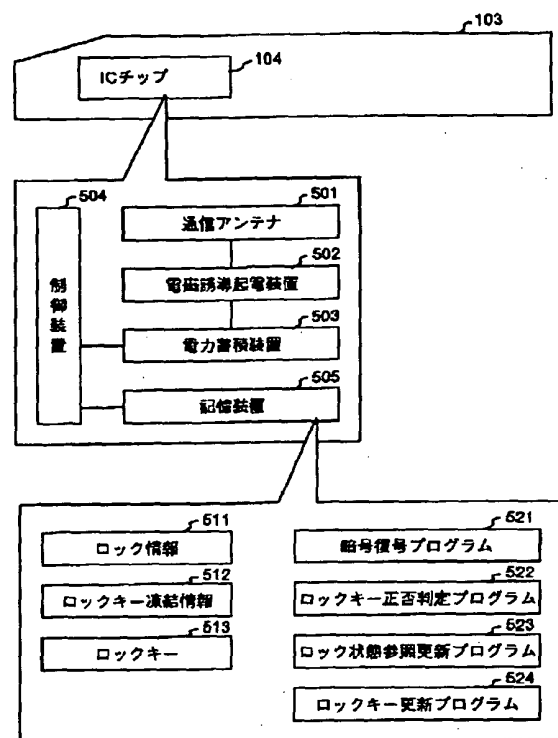 103
ICチップ
104
504
制御装置
501
通信アンテナ
502
電磁誘導起電装置
503
電力蓄積装置
505
記憶装置
511
ロック情報
512
ロックキー凍結情報
513
ロックキー
521
暗号復号プログラム
522
ロックキー正否判定プログラム
523
ロック状態参照更新プログラム
524
ロックキー更新プログラム